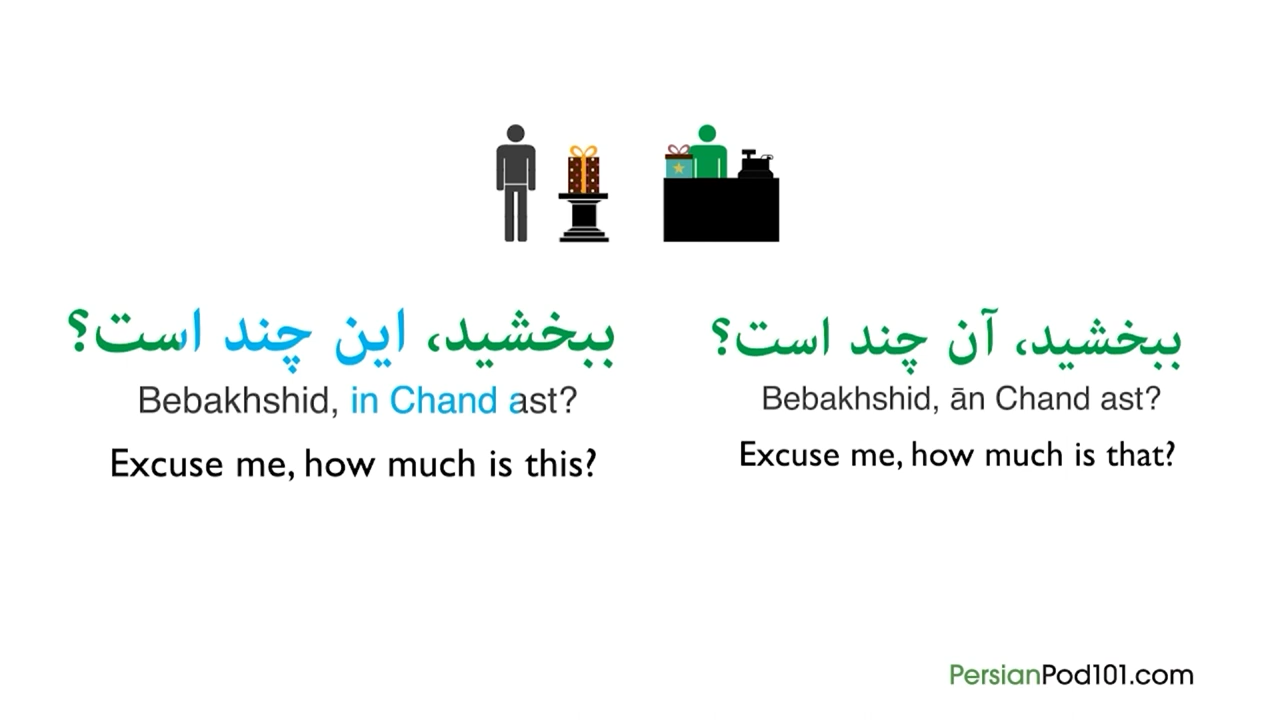 ببخشید، این چند است؟
Bebakhshid, in Chand ast?
Excuse me, how much is this?
ببخشید، آن چند است؟
Bebakhshid, ān Chand ast?
Excuse me, how much is that?
PersianPod101.com